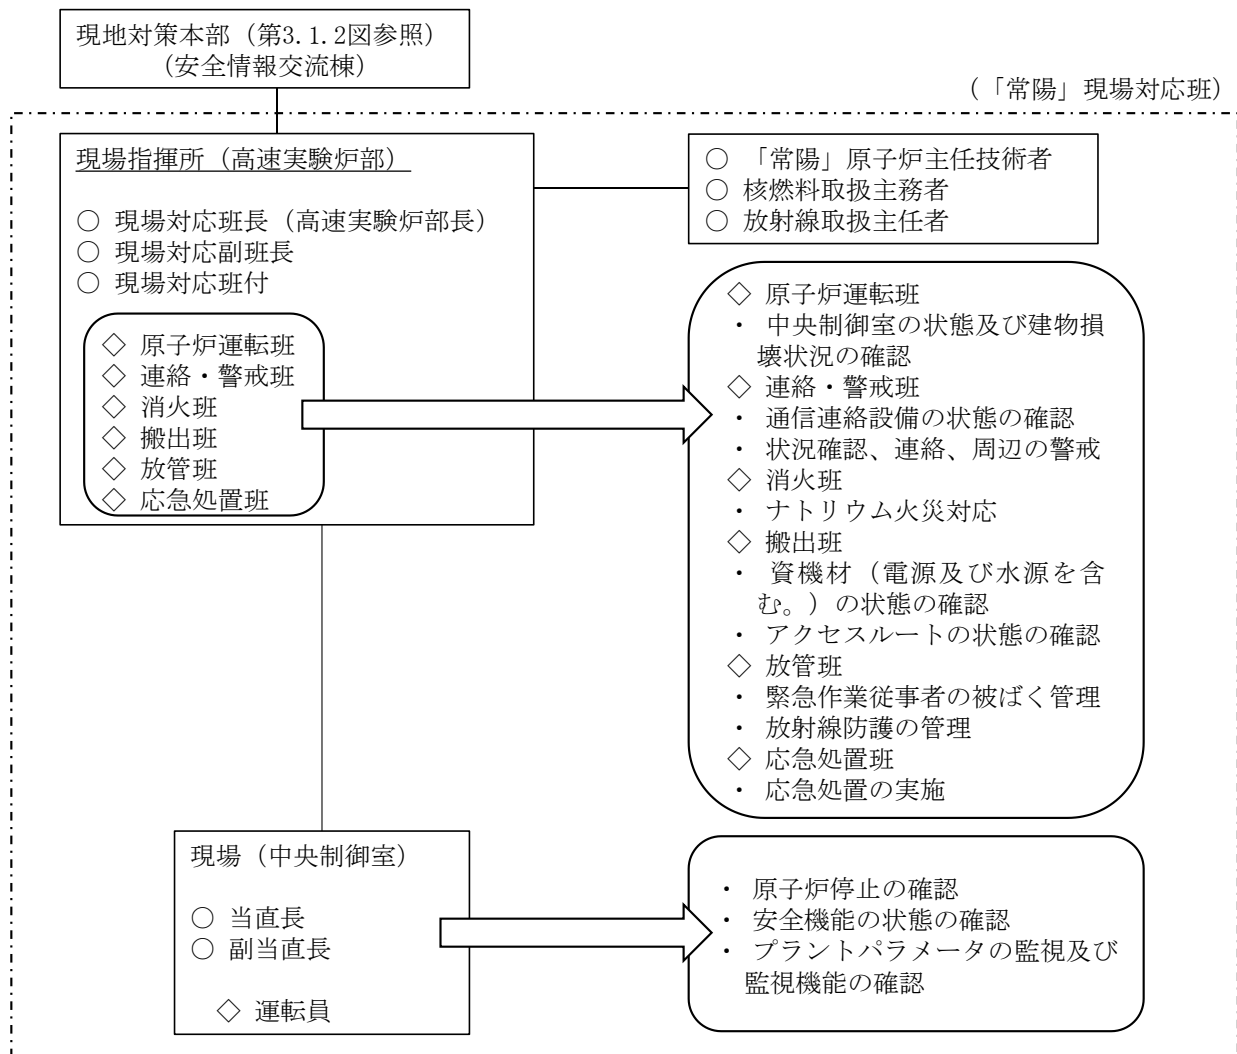 現地対策本部（第3.1.2図参照）
（安全情報交流棟）
（「常陽」現場対応班）
現場指揮所（高速実験炉部）
○ 現場対応班長（高速実験炉部長）
○ 現場対応副班長
○ 現場対応班付
◇ 原子炉運転班
◇ 連絡・警戒班
◇ 消火班
◇ 搬出班
◇ 放管班
◇ 応急処置班
○ 「常陽」原子炉主任技術者
○ 核燃料取扱主務者
○ 放射線取扱主任者
◇ 原子炉運転班
・ 中央制御室の状態及び建物損
壊状況の確認
◇ 連絡・警戒班
・ 通信連絡設備の状態の確認
・ 状況確認、連絡、周辺の警戒
◇ 消火班
・ ナトリウム火災対応
◇ 搬出班
・ 資機材（電源及び水源を含
む。）の状態の確認
・ アクセスルートの状態の確認
◇ 放管班
・ 緊急作業従事者の被ばく管理
・ 放射線防護の管理
◇ 応急処置班
・ 応急処置の実施
現場（中央制御室）
○ 当直長
○ 副当直長
◇ 運転員
・ 原子炉停止の確認
・ 安全機能の状態の確認
・ プラントパラメータの監視及び
監視機能の確認